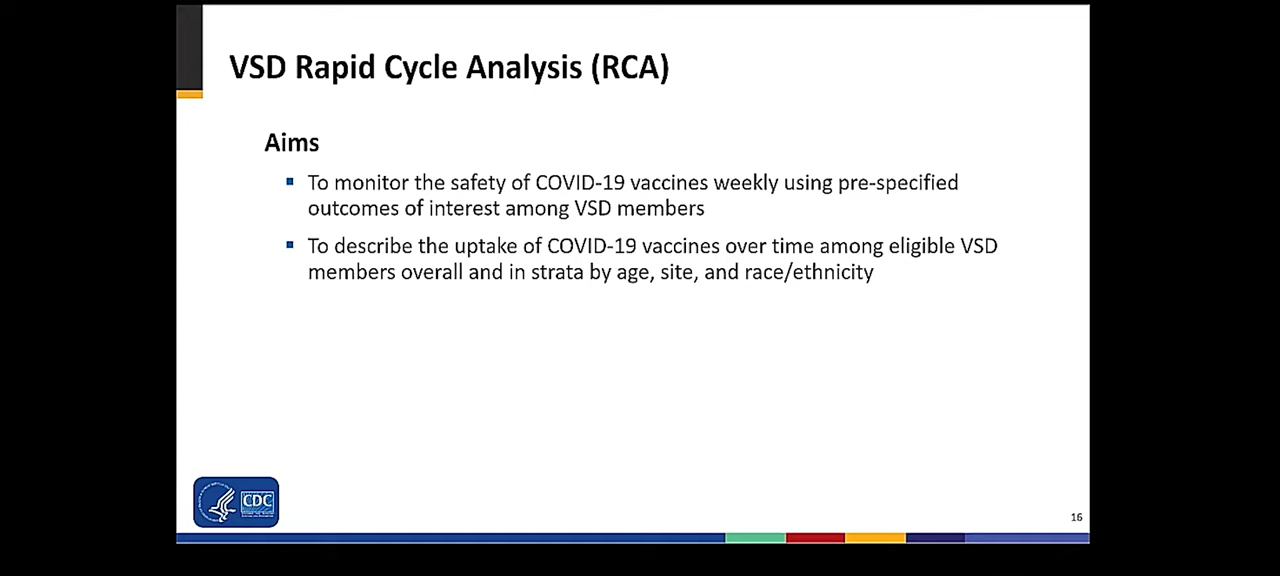 VSD Rapid Cycle Analysis (RCA)
Aims
To monitor the safety of COVID-19 vaccines weekly using pre-specified
outcomes of interest among VSD members
To describe the uptake of COVID-19 vaccines over time among eligible VSD
members overall and in strata by age, site, and race/ethnicity
CDC
16